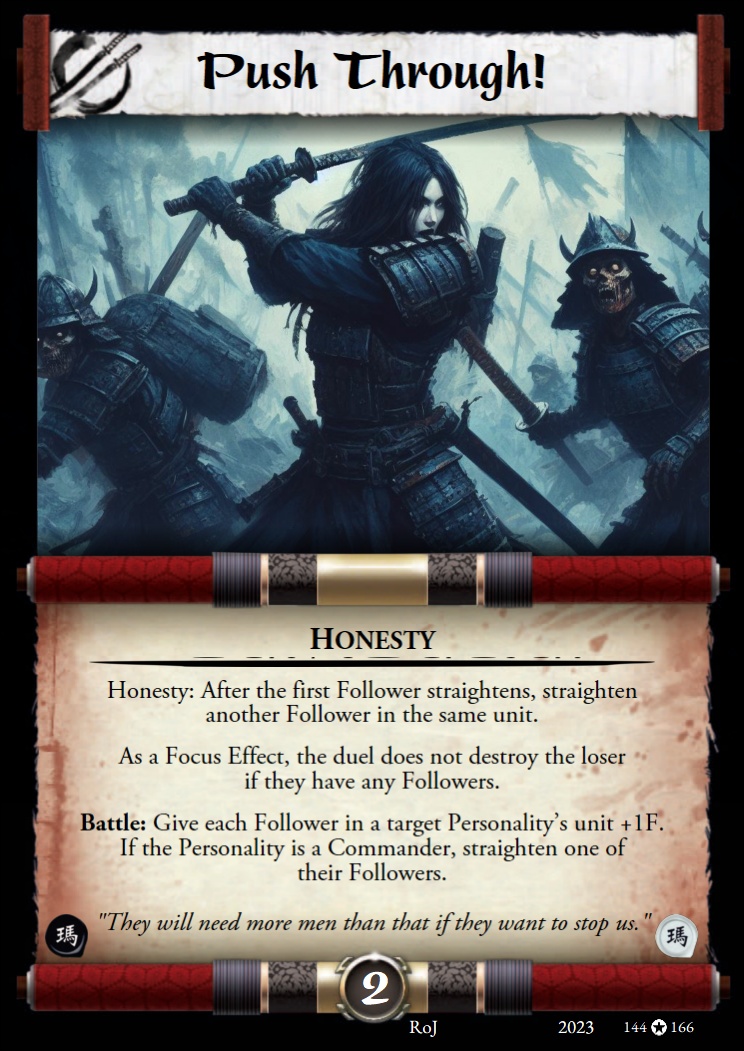 Push Through!
HONESTY
Honesty: After the first Follower straightens, straighten
another Follower in the same unit.
As a Focus Effect, the duel does not destroy the loser
if they have any Followers.
Battle: Give each Follower in a target Personality's unit +1F.
If the Personality is a Commander, straighten one of
their Followers.
"They will need more men than that if they want to stop us."
瑪 瑪
2
RoJ 2023 144 ✪ 166